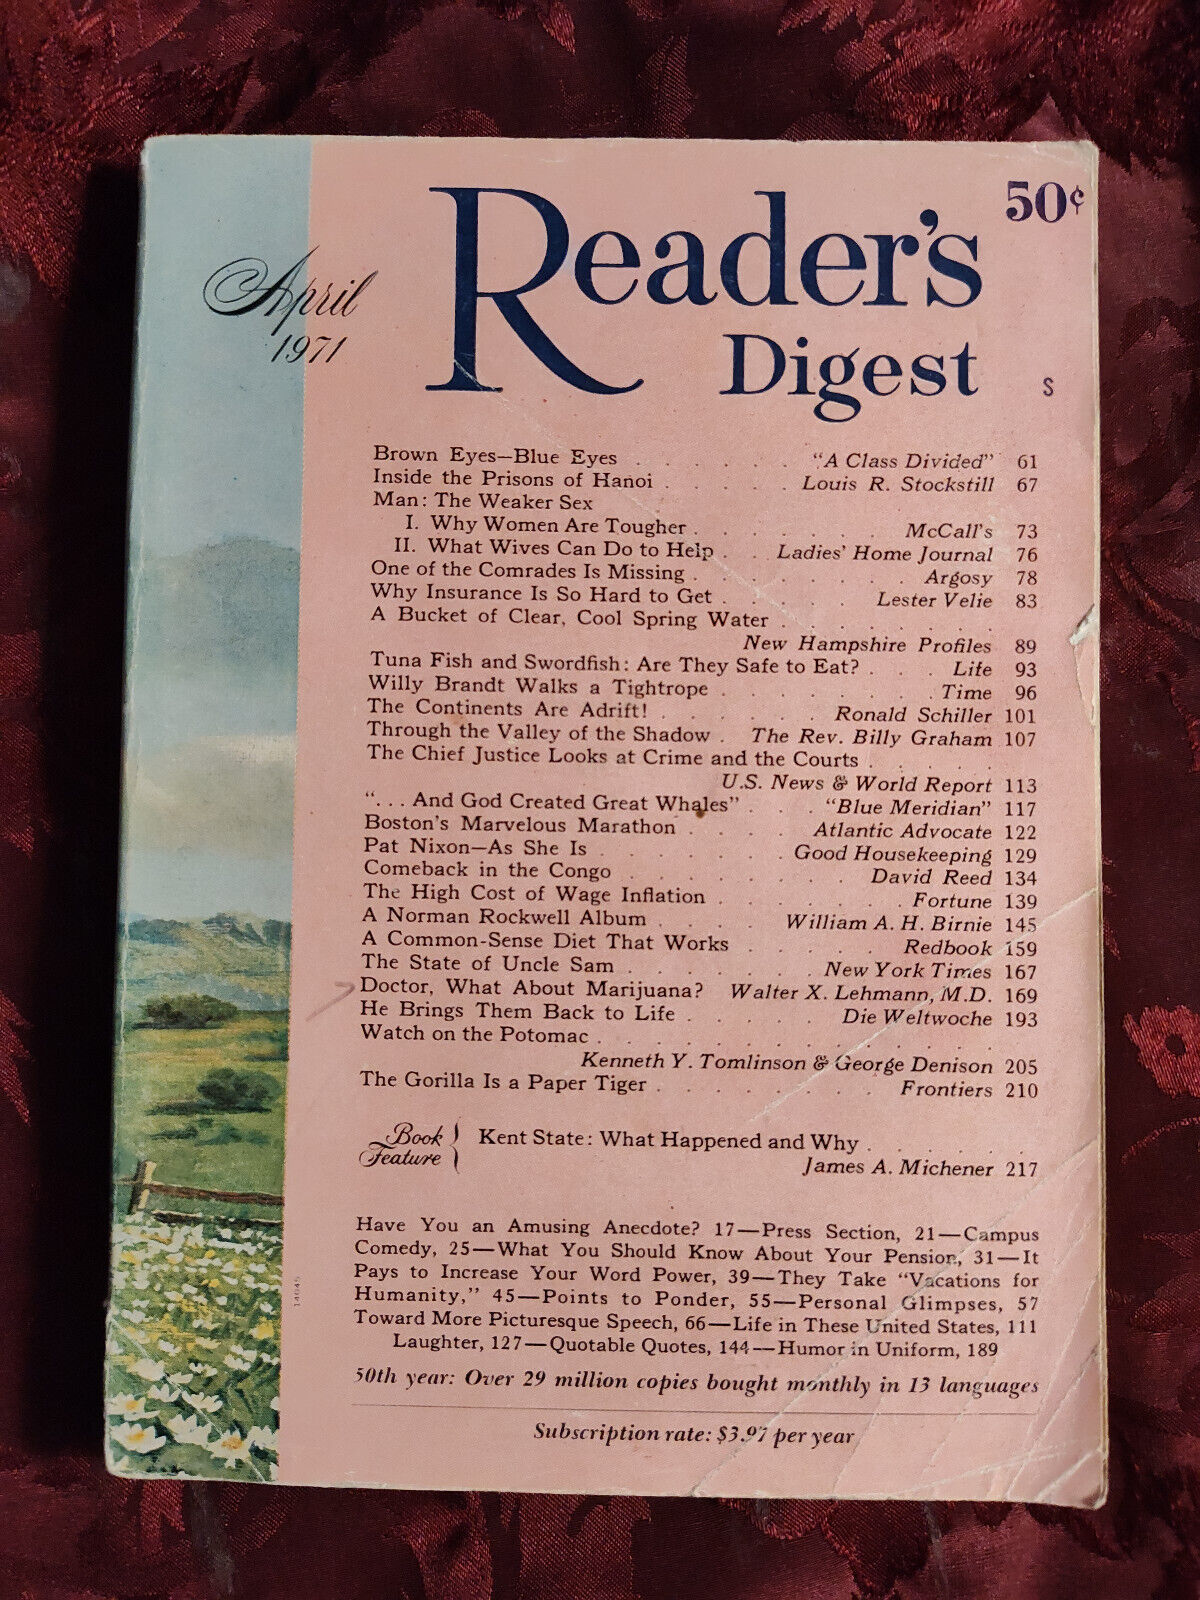 50¢
Reader's
Digest
April
1971
S
Brown Eyes—Blue Eyes . . . . . . "A Class Divided" 61
Inside the Prisons of Hanoi . . . . . Louis R. Stockstill 67
Man: The Weaker Sex
I. Why Women Are Tougher . . . . . . . McCall's 73
II. What Wives Can Do to Help . . Ladies' Home Journal 76
One of the Comrades Is Missing . . . . . . . . Argosy 78
Why Insurance Is So Hard to Get . . . . . Lester Velie 83
A Bucket of Clear, Cool Spring Water . . . . . . . .
New Hampshire Profiles 89
Tuna Fish and Swordfish: Are They Safe to Eat? . . . Life 93
Willy Brandt Walks a Tightrope . . . . . . . . Time 96
The Continents Are Adrift! . . . . . . Ronald Schiller 101
Through the Valley of the Shadow . The Rev. Billy Graham 107
The Chief Justice Looks at Crime and the Courts . . . . .
U.S. News & World Report 113
". . . And God Created Great Whales" . . . "Blue Meridian" 117
Boston's Marvelous Marathon . . . . Atlantic Advocate 122
Pat Nixon—As She Is . . . . . . . Good Housekeeping 129
Comeback in the Congo . . . . . . . . David Reed 134
The High Cost of Wage Inflation . . . . . . . Fortune 139
A Norman Rockwell Album . . . . William A. H. Birnie 145
A Common-Sense Diet That Works . . . . . Redbook 159
The State of Uncle Sam . . . . . . . New York Times 167
Doctor, What About Marijuana? Walter X. Lehmann, M.D. 169
He Brings Them Back to Life . . . . . . Die Weltwoche 193
Watch on the Potomac . . . . . . . . . . . . . .
Kenneth Y. Tomlinson & George Denison 205
The Gorilla Is a Paper Tiger . . . . . . . . Frontiers 210
Book
Feature
Kent State: What Happened and Why . . . . . .
James A. Michener 217
Have You an Amusing Anecdote? 17—Press Section, 21—Campus
Comedy, 25—What You Should Know About Your Pension, 31—It
Pays to Increase Your Word Power, 39—They Take "Vacations for
Humanity," 45—Points to Ponder, 55—Personal Glimpses, 57
Toward More Picturesque Speech, 66—Life in These United States, 111
Laughter, 127—Quotable Quotes, 144—Humor in Uniform, 189
50th year: Over 29 million copies bought monthly in 13 languages
Subscription rate: $3.97 per year